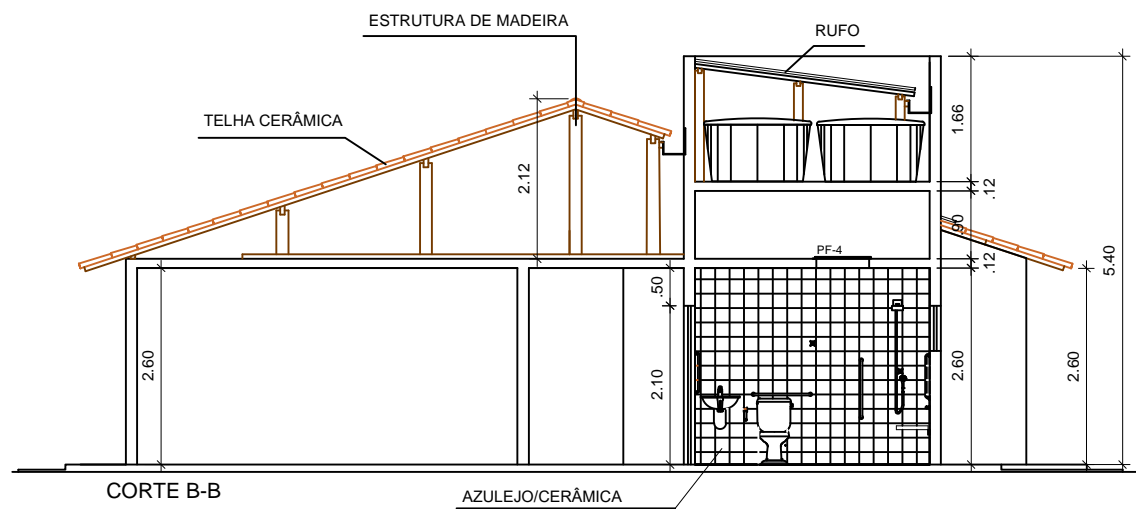 ESTRUTURA DE MADEIRA
RUFO
TELHA CERÂMICA
2.12
1.66
.12
.90
.12
5.40
PF-4
.50
2.60
2.10
2.60
2.60
CORTE B-B
AZULEJO/CERÂMICA